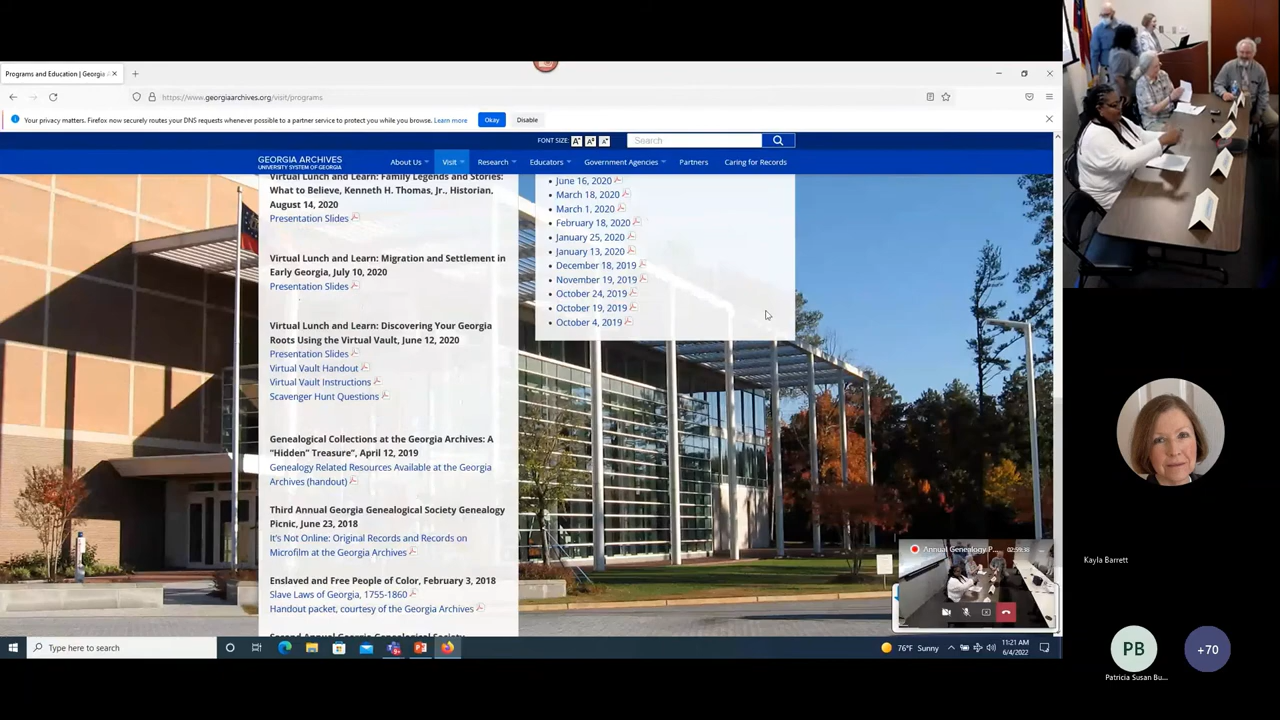 Programs and Education | Georgia A
https://www.georgiaarchives.org/visit/programs
Your privacy matters. Firefox now securely routes your DNS requests whenever possible to a partner service to protect you while you browse. Learn more
Okay
Disable
FONT SIZE: A+ A± A-
Search
GEORGIA ARCHIVES
UNIVERSITY SYSTEM OF GEORGIA
About Us
Visit
Research
Educators
Government Agencies
Partners
Caring for Records
Virtual Lunch and Learn: Family Legends and Stories:
What to Believe, Kenneth H. Thomas, Jr., Historian,
August 14, 2020
Presentation Slides
Virtual Lunch and Learn: Migration and Settlement in
Early Georgia, July 10, 2020
Presentation Slides
Virtual Lunch and Learn: Discovering Your Georgia
Roots Using the Virtual Vault, June 12, 2020
Presentation Slides
Virtual Vault Handout
Virtual Vault Instructions
Scavenger Hunt Questions
Genealogical Collections at the Georgia Archives: A
“Hidden” Treasure”, April 12, 2019
Genealogy Related Resources Available at the Georgia
Archives (handout)
Third Annual Georgia Genealogical Society Genealogy
Picnic, June 23, 2018
It’s Not Online: Original Records and Records on
Microfilm at the Georgia Archives
Enslaved and Free People of Color, February 3, 2018
Slave Laws of Georgia, 1755-1860
Handout packet, courtesy of the Georgia Archives
Second Annual Georgia Genealogical Society
• June 16, 2020
• March 18, 2020
• March 1, 2020
• February 18, 2020
• January 25, 2020
• January 13, 2020
• December 18, 2019
• November 19, 2019
• October 24, 2019
• October 19, 2019
• October 4, 2019
Annual Genealogy P...
02:59:38
Type here to search
76°F Sunny
11:21 AM
6/4/2022
Kayla Barrett
PB
Patricia Susan Bu...
+70